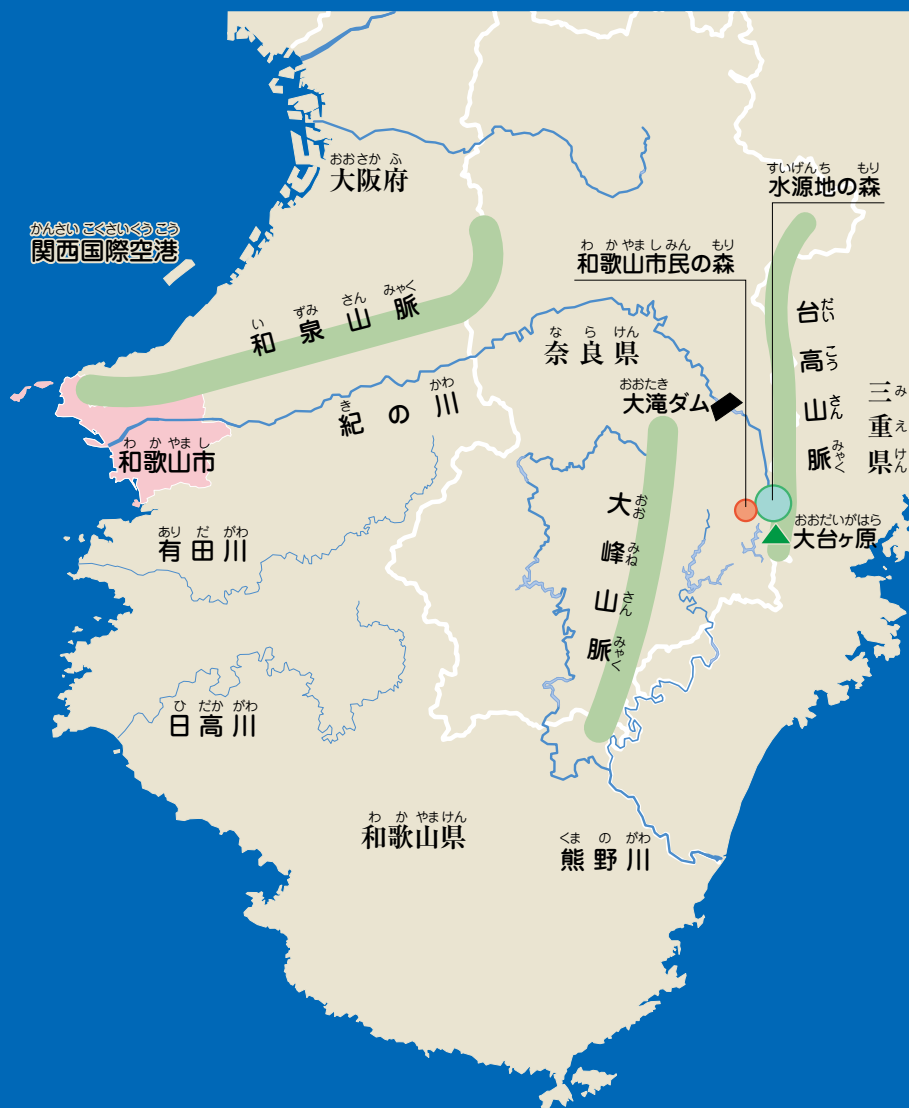 おおさか ふ
大阪府
すいげんち もり
水源地の森
かんさい こくさいくうこう
関西国際空港
わ か やま し みん もり
和歌山市民の森
い ずみ さん みゃく
和泉山脈
な ら けん
奈良県
だい こう さん みゃく
台高山脈
み え けん
三重県
おおたき
大滝ダム
き かわ
紀の川
わ か やま し
和歌山市
おお みね さん みゃく
大峰山脈
おおだいがはら
大台ヶ原
あり だ がわ
有田川
ひ だか がわ
日高川
わ か やま けん
和歌山県
くま の がわ
熊野川